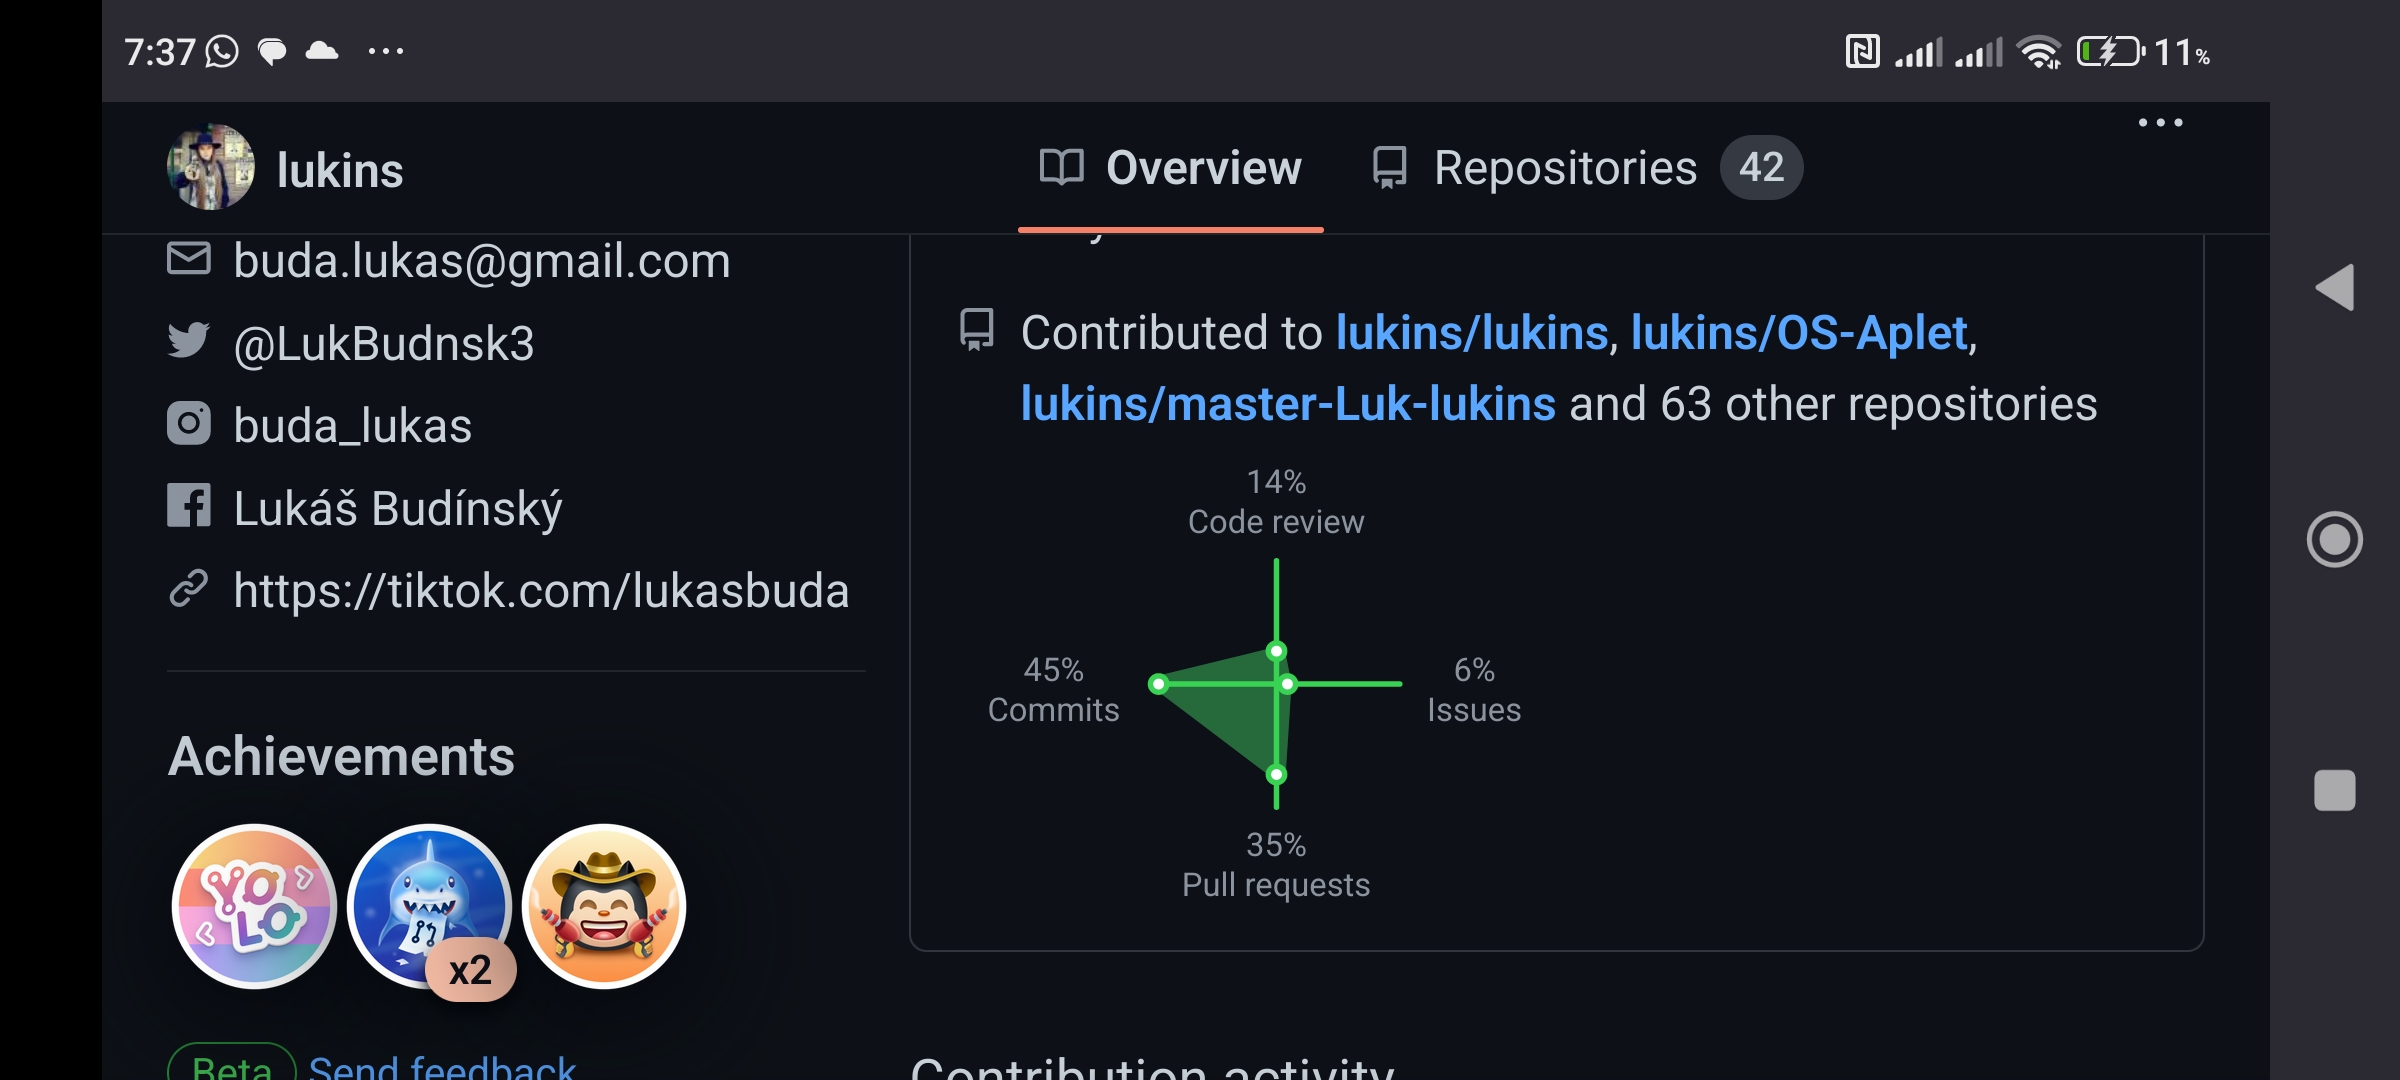 7:37
11%
lukins
Overview
Repositories 42
buda.lukas@gmail.com
@LukBudnsk3
buda_lukas
Lukáš Budínský
https://tiktok.com/lukasbuda
Achievements
YOLO
x2
Beta Send feedback
Contributed to lukins/lukins, lukins/OS-Aplet,
lukins/master-Luk-lukins and 63 other repositories
14%
Code review
45%
Commits
6%
Issues
35%
Pull requests
Contribution activity